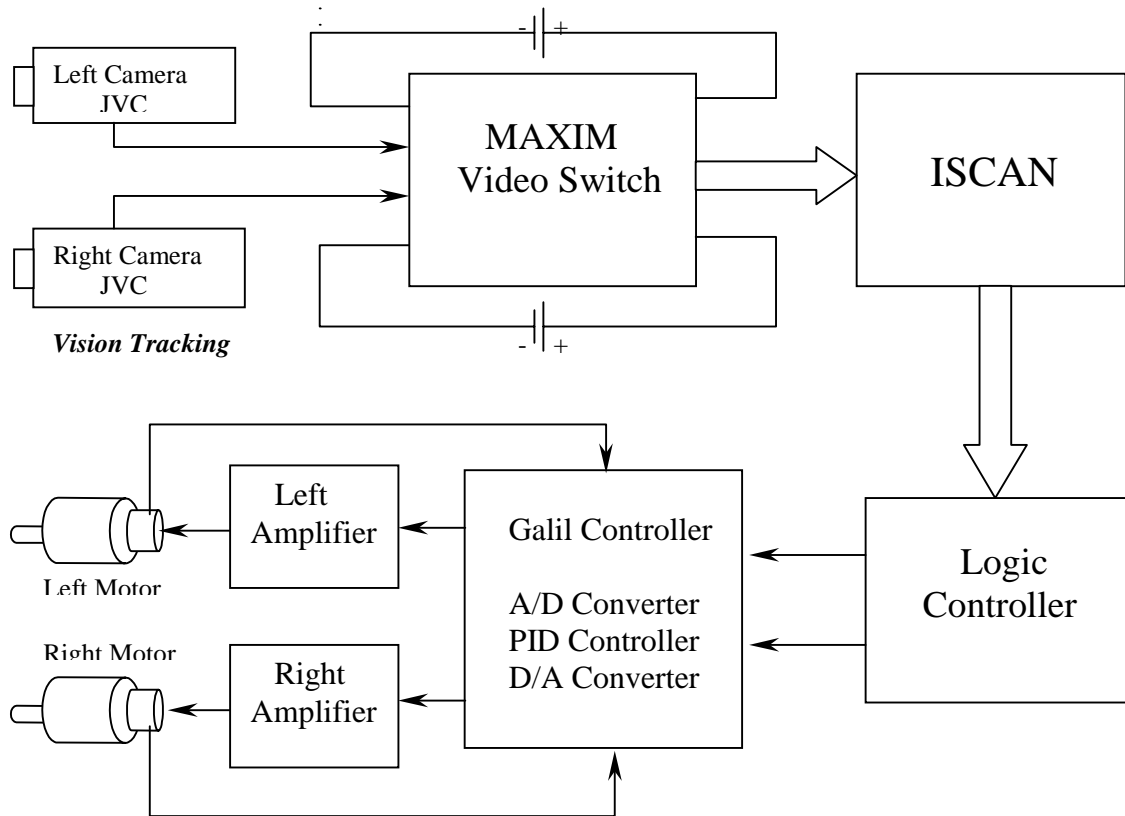 - +
Left Camera
JVC
MAXIM
Video Switch
ISCAN
Right Camera
JVC
Vision Tracking
- +
Left
Amplifier
Left Motor
Galil Controller
A/D Converter
PID Controller
D/A Converter
Logic
Controller
Right Motor
Right
Amplifier